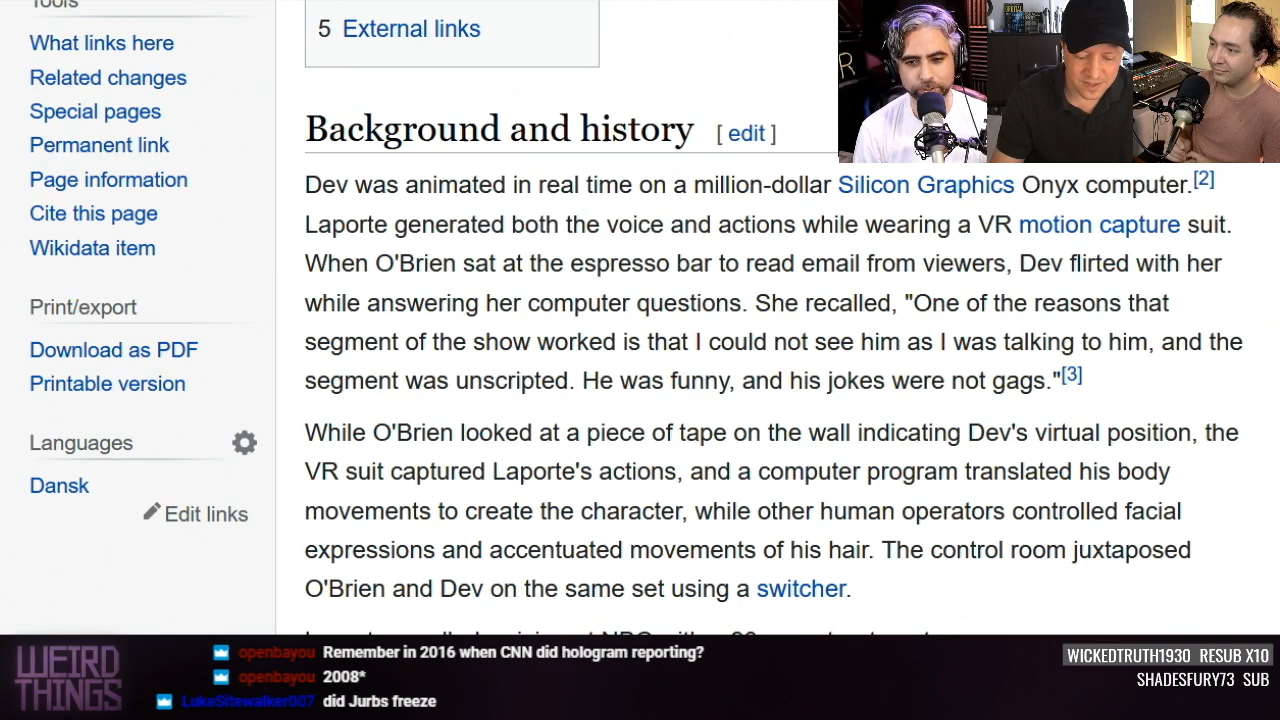 Tools
5 External links
What links here
Related changes
Special pages
Permanent link
Page information
Cite this page
Wikidata item
Print/export
Download as PDF
Printable version
Languages
Dansk
Edit links
Background and history [ edit ]
Dev was animated in real time on a million-dollar Silicon Graphics Onyx computer.[2]
Laporte generated both the voice and actions while wearing a VR motion capture suit.
When O'Brien sat at the espresso bar to read email from viewers, Dev flirted with her
while answering her computer questions. She recalled, "One of the reasons that
segment of the show worked is that I could not see him as I was talking to him, and the
segment was unscripted. He was funny, and his jokes were not gags."[3]
While O'Brien looked at a piece of tape on the wall indicating Dev's virtual position, the
VR suit captured Laporte's actions, and a computer program translated his body
movements to create the character, while other human operators controlled facial
expressions and accentuated movements of his hair. The control room juxtaposed
O'Brien and Dev on the same set using a switcher.
WEIRD
THINGS
openbayou Remember in 2016 when CNN did hologram reporting?
openbayou 2008*
LukeSitewalker007 did Jurbs freeze
WICKEDTRUTH1930 RESUB X10
SHADESFURY73 SUB